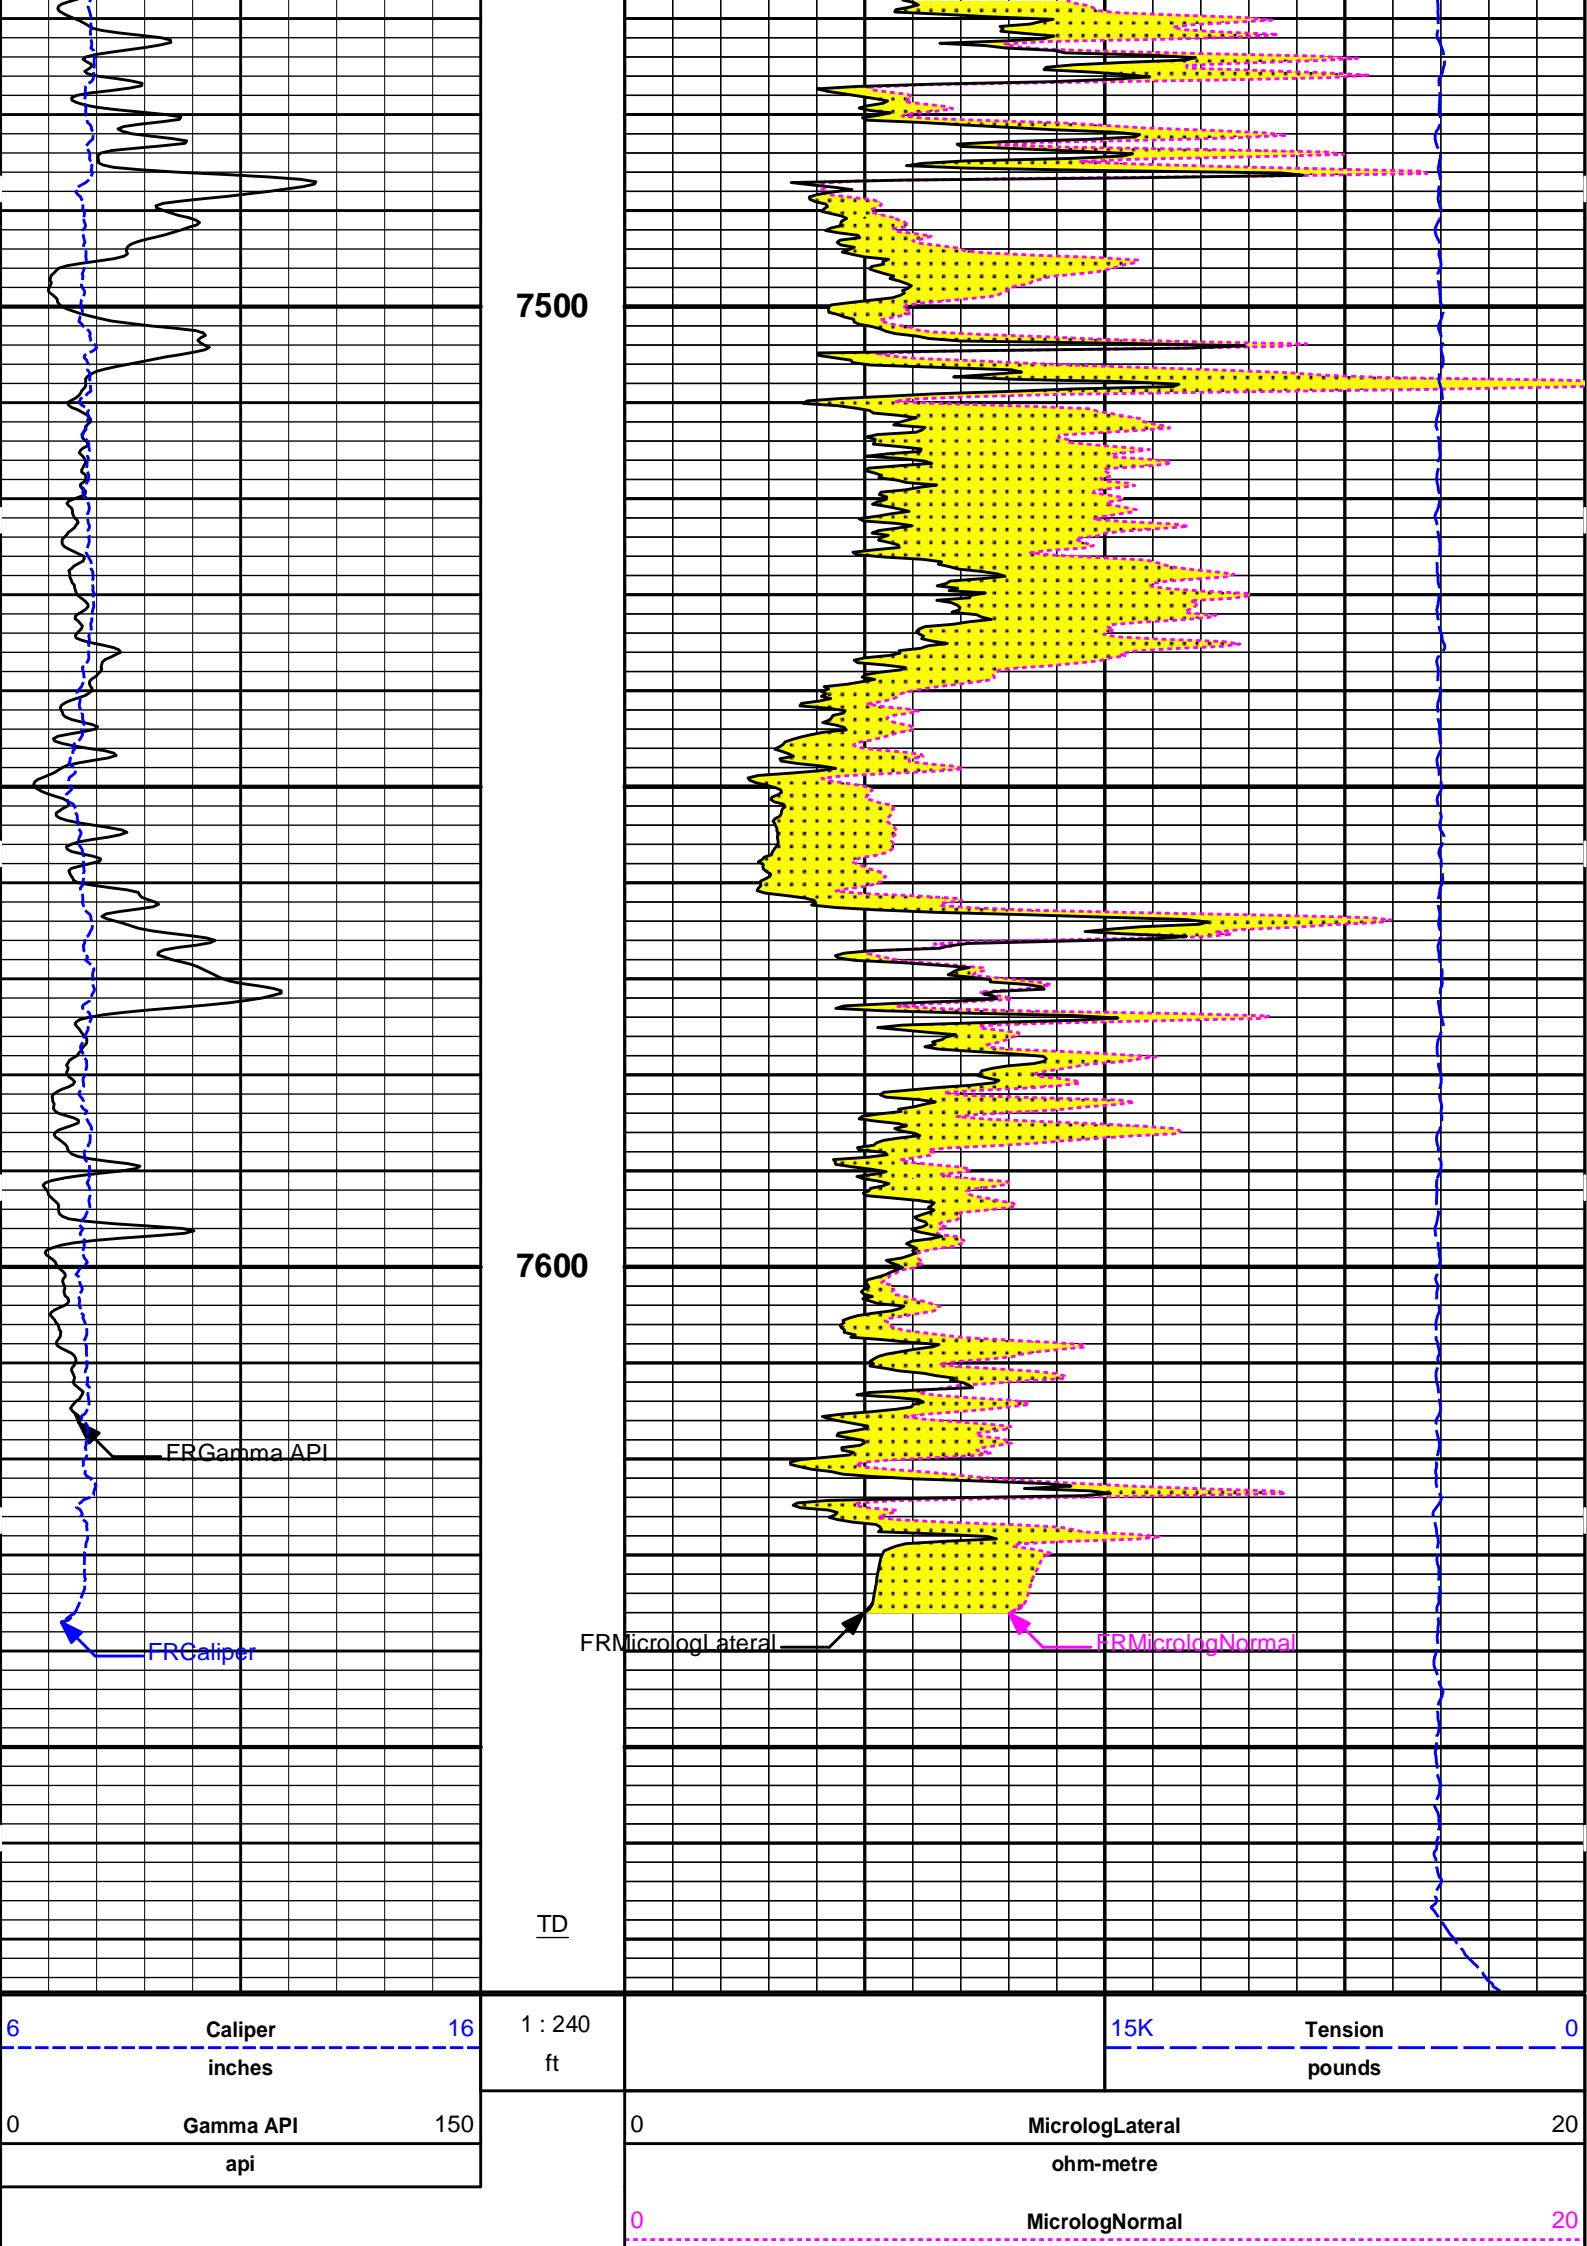 7500
7600
FRGamma API
FRCaliper
FRMicrologLateral
FRMicrologNormal
TD
6 Caliper 16
inches
1 : 240
ft
15K Tension 0
pounds
0 Gamma API 150
api
0 MicrologLateral 20
ohm-metre
0 MicrologNormal 20